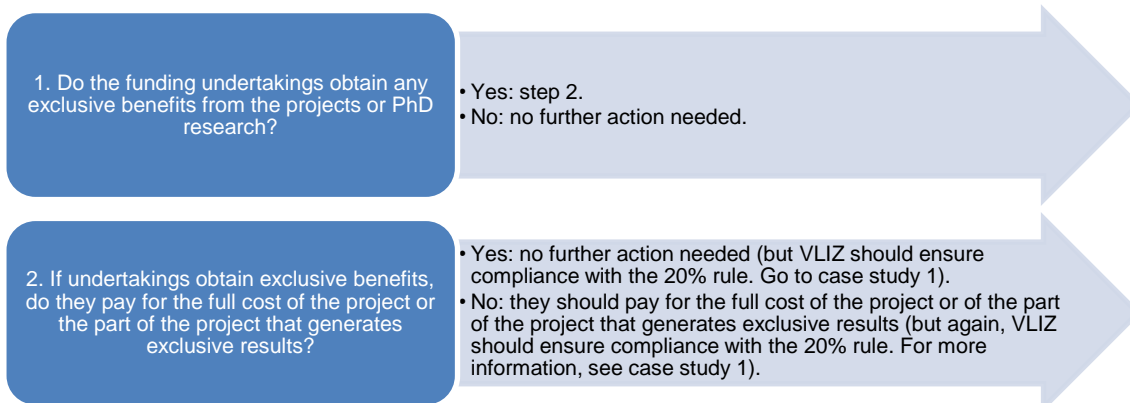 1. Do the funding undertakings obtain any
exclusive benefits from the projects or PhD
research?
• Yes: step 2.
• No: no further action needed.
2. If undertakings obtain exclusive benefits,
do they pay for the full cost of the project or
the part of the project that generates
exclusive results?
• Yes: no further action needed (but VLIZ should ensure
compliance with the 20% rule. Go to case study 1).
• No: they should pay for the full cost of the project or of the part
of the project that generates exclusive results (but again, VLIZ
should ensure compliance with the 20% rule. For more
information, see case study 1).